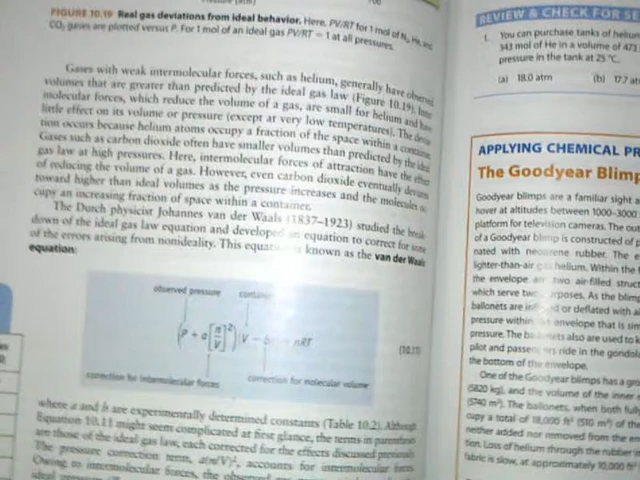 FIGURE 10.19 Real gas deviations from ideal behavior. Here, PV/RT for 1 mol of N₂, He, and
CO₂ gases are plotted versus P. For 1 mol of an ideal gas PV/RT = 1 at all pressures.
Gases with weak intermolecular forces, such as helium, generally have observed
volumes that are greater than predicted by the ideal gas law (Figure 10.19).
molecular forces, which reduce the volume of a gas, are small for helium and have
little effect on its volume or pressure (except at very low temperatures). The
tion occurs because helium atoms occupy a fraction of the space within a container.
Gases such as carbon dioxide often have smaller volumes than predicted by the ideal
gas law at high pressures. Here, intermolecular forces of attraction have the effect
of reducing the volume of a gas. However, even carbon dioxide eventually deviates
toward higher than ideal volumes as the pressure increases and the molecules
cupy an increasing fraction of space within a container.
The Dutch physicist Johannes van der Waals (1837–1923) studied the break-
down of the ideal gas law equation and developed an equation to correct for some
of the errors arising from nonideality. This equation is known as the van der Waals
equation:
observed pressure container
(P + a[n/V]²)(V − b nRT
(10.11)
correction for intermolecular forces correction for molecular volume
where a and b are experimentally determined constants (Table 10.2). Although
Equation 10.11 might seem complicated at first glance, the terms in parentheses
are those of the ideal gas law, each corrected for the effects discussed previously.
The pressure correction term, a(n/V)², accounts for intermolecular forces.
Owing to intermolecular forces, the observed gas
ideal
REVIEW & CHECK FOR SE
1. You can purchase tanks of helium
343 mol of He in a volume of 473
pressure in the tank at 25 °C.
(a) 18.0 atm (b) 17.7 at
APPLYING CHEMICAL PR
The Goodyear Blimp
Goodyear blimps are a familiar sight a
hover at altitudes between 1000–3000
platform for television cameras. The out
of a Goodyear blimp is constructed of p
nated with neoprene rubber. The e
lighter-than-air gas helium. Within the
the envelope are two air-filled struct
which serve two purposes. As the blim
ballonets are inflated or deflated with ai
pressure within envelope that is sim
pressure. The ballonets also are used to k
pilot and passengers ride in the gondol
the bottom of the envelope.
One of the Goodyear blimps has a gr
(5820 kg), and the volume of the inner
(5740 m³). The ballonets, when both ful
cupy a total of 18,000 ft³ (510 m³) of the
neither added nor removed from the en
tion. Loss of helium through the rubber
fabric is slow, at approximately 10,000 ft³